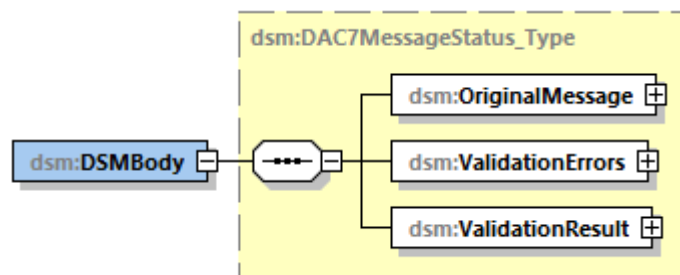 dsm:DAC7MessageStatus_Type
dsm:OriginalMessage
dsm:DSMBody
dsm:ValidationErrors
dsm:ValidationResult